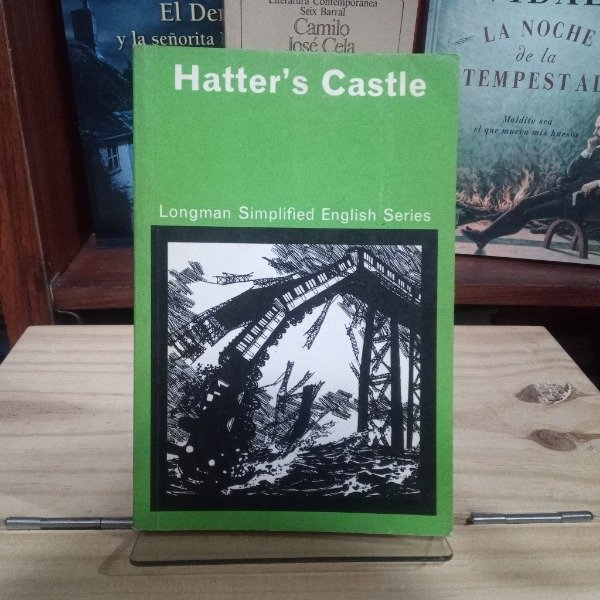 El De
y la señorita
Literatura Contemporánea
Seix Barral
Camilo
José Cela
VIDAL
LA NOCHE
de la
TEMPESTAD
Maldito sea
el que mueva mis huesos
Hatter's Castle
Longman Simplified English Series